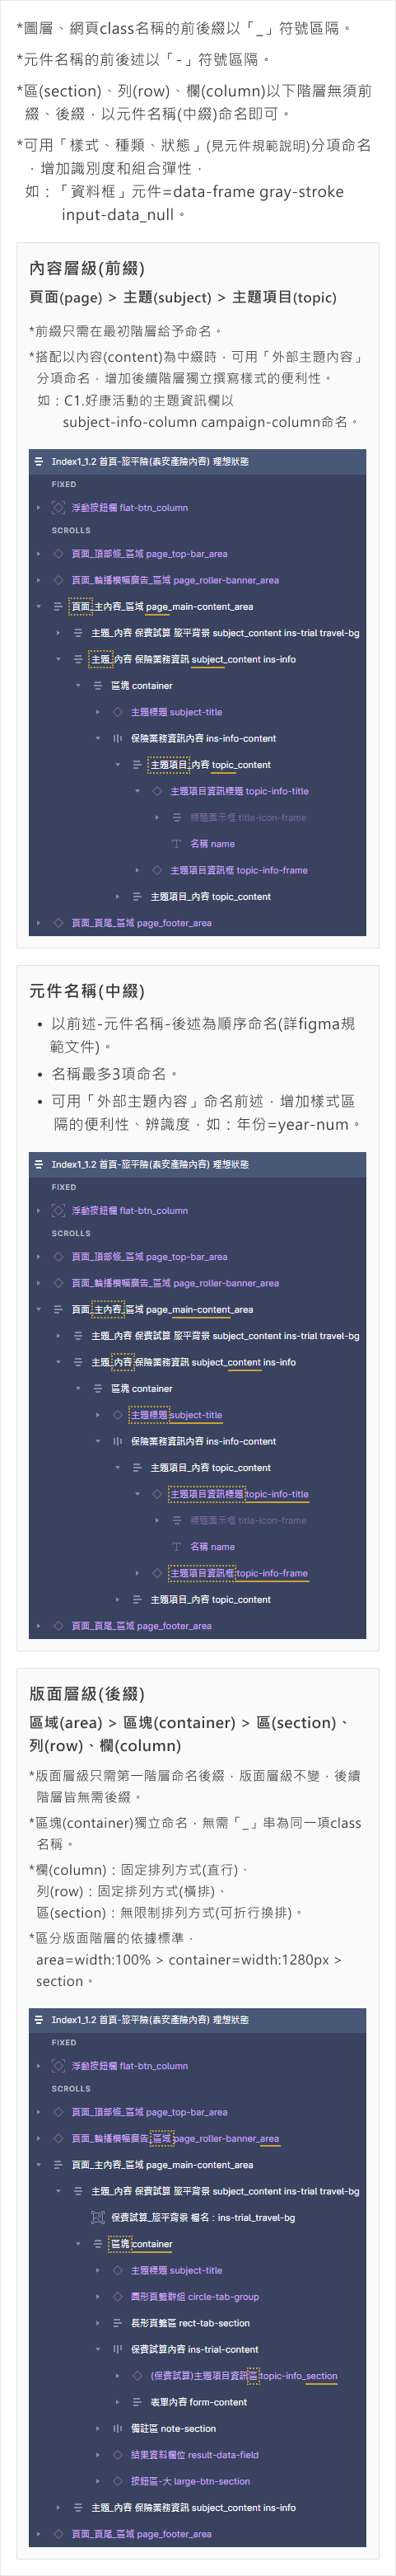 *圖層、網頁class名稱的前後綴以「_」符號區隔。
*元件名稱的前後述以「-」符號區隔。
*區(section)、列(row)、欄(column)以下階層無須前
綴、後綴，以元件名稱(中綴)命名即可。
*可用「樣式、種類、狀態」(見元件規範說明)分項命名
，增加識別度和組合彈性，
如：「資料框」元件=data-frame gray-stroke
input-data_null。
內容層級(前綴)
頁面(page) > 主題(subject) > 主題項目(topic)
*前綴只需在最初階層給予命名。
*搭配以內容(content)為中綴時，可用「外部主題內容」
分項命名，增加後續階層獨立撰寫樣式的便利性。
如：C1.好康活動的主題資訊欄以
subject-info-column campaign-column命名。
Index1_1.2 首頁-旅平險(泰安產險內容) 理想狀態
FIXED
浮動按鈕欄 flat-btn_column
SCROLLS
頁面_頂部條_區域 page_top-bar_area
頁面_輪播橫幅廣告_區域 page_roller-banner_area
頁面_主內容_區域 page_main-content_area
主題_內容 保費試算 旅平背景 subject_content ins-trial travel-bg
主題_內容 保險業務資訊 subject_content ins-info
區塊 container
主題標題 subject-title
保險業務資訊內容 ins-info-content
主題項目_內容 topic_content
主題項目資訊標題 topic-info-title
標題圖示框 title-icon-frame
名稱 name
主題項目資訊框 topic-info-frame
主題項目_內容 topic_content
頁面_頁尾_區域 page_footer_area
元件名稱(中綴)
• 以前述-元件名稱-後述為順序命名(詳figma規
範文件)。
• 名稱最多3項命名。
• 可用「外部主題內容」命名前述，增加樣式區
隔的便利性、辨識度，如：年份=year-num。
Index1_1.2 首頁-旅平險(泰安產險內容) 理想狀態
FIXED
浮動按鈕欄 flat-btn_column
SCROLLS
頁面_頂部條_區域 page_top-bar_area
頁面_輪播橫幅廣告_區域 page_roller-banner_area
頁面_主內容_區域 page_main-content_area
主題_內容 保費試算 旅平背景 subject_content ins-trial travel-bg
主題_內容 保險業務資訊 subject_content ins-info
區塊 container
主題標題 subject-title
保險業務資訊內容 ins-info-content
主題項目_內容 topic_content
主題項目資訊標題 topic-info-title
標題圖示框 title-icon-frame
名稱 name
主題項目資訊框 topic-info-frame
主題項目_內容 topic_content
頁面_頁尾_區域 page_footer_area
版面層級(後綴)
區域(area) > 區塊(container) > 區(section)、
列(row)、欄(column)
*版面層級只需第一階層命名後綴，版面層級不變，後續
階層皆無需後綴。
*區塊(container)獨立命名，無需「_」串為同一項class
名稱。
*欄(column)：固定排列方式(直行)、
列(row)：固定排列方式(橫排)、
區(section)：無限制排列方式(可折行換排)。
*區分版面階層的依據標準，
area=width:100% > container=width:1280px >
section。
Index1_1.2 首頁-旅平險(泰安產險內容) 理想狀態
FIXED
浮動按鈕欄 flat-btn_column
SCROLLS
頁面_頂部條_區域 page_top-bar_area
頁面_輪播橫幅廣告_區域 page_roller-banner_area
頁面_主內容_區域 page_main-content_area
主題_內容 保費試算 旅平背景 subject_content ins-trial travel-bg
保費試算_旅平背景 檔名：ins-trial_travel-bg
區塊 container
主題標題 subject-title
圓形頁籤群組 circle-tab-group
長形頁籤區 rect-tab-section
保費試算內容 ins-trial-content
(保費試算)主題項目資訊區 topic-info_section
表單內容 form-content
備註區 note-section
結果資料欄位 result-data-field
按鈕區-大 large-btn-section
主題_內容 保險業務資訊 subject_content ins-info
頁面_頁尾_區域 page_footer_area